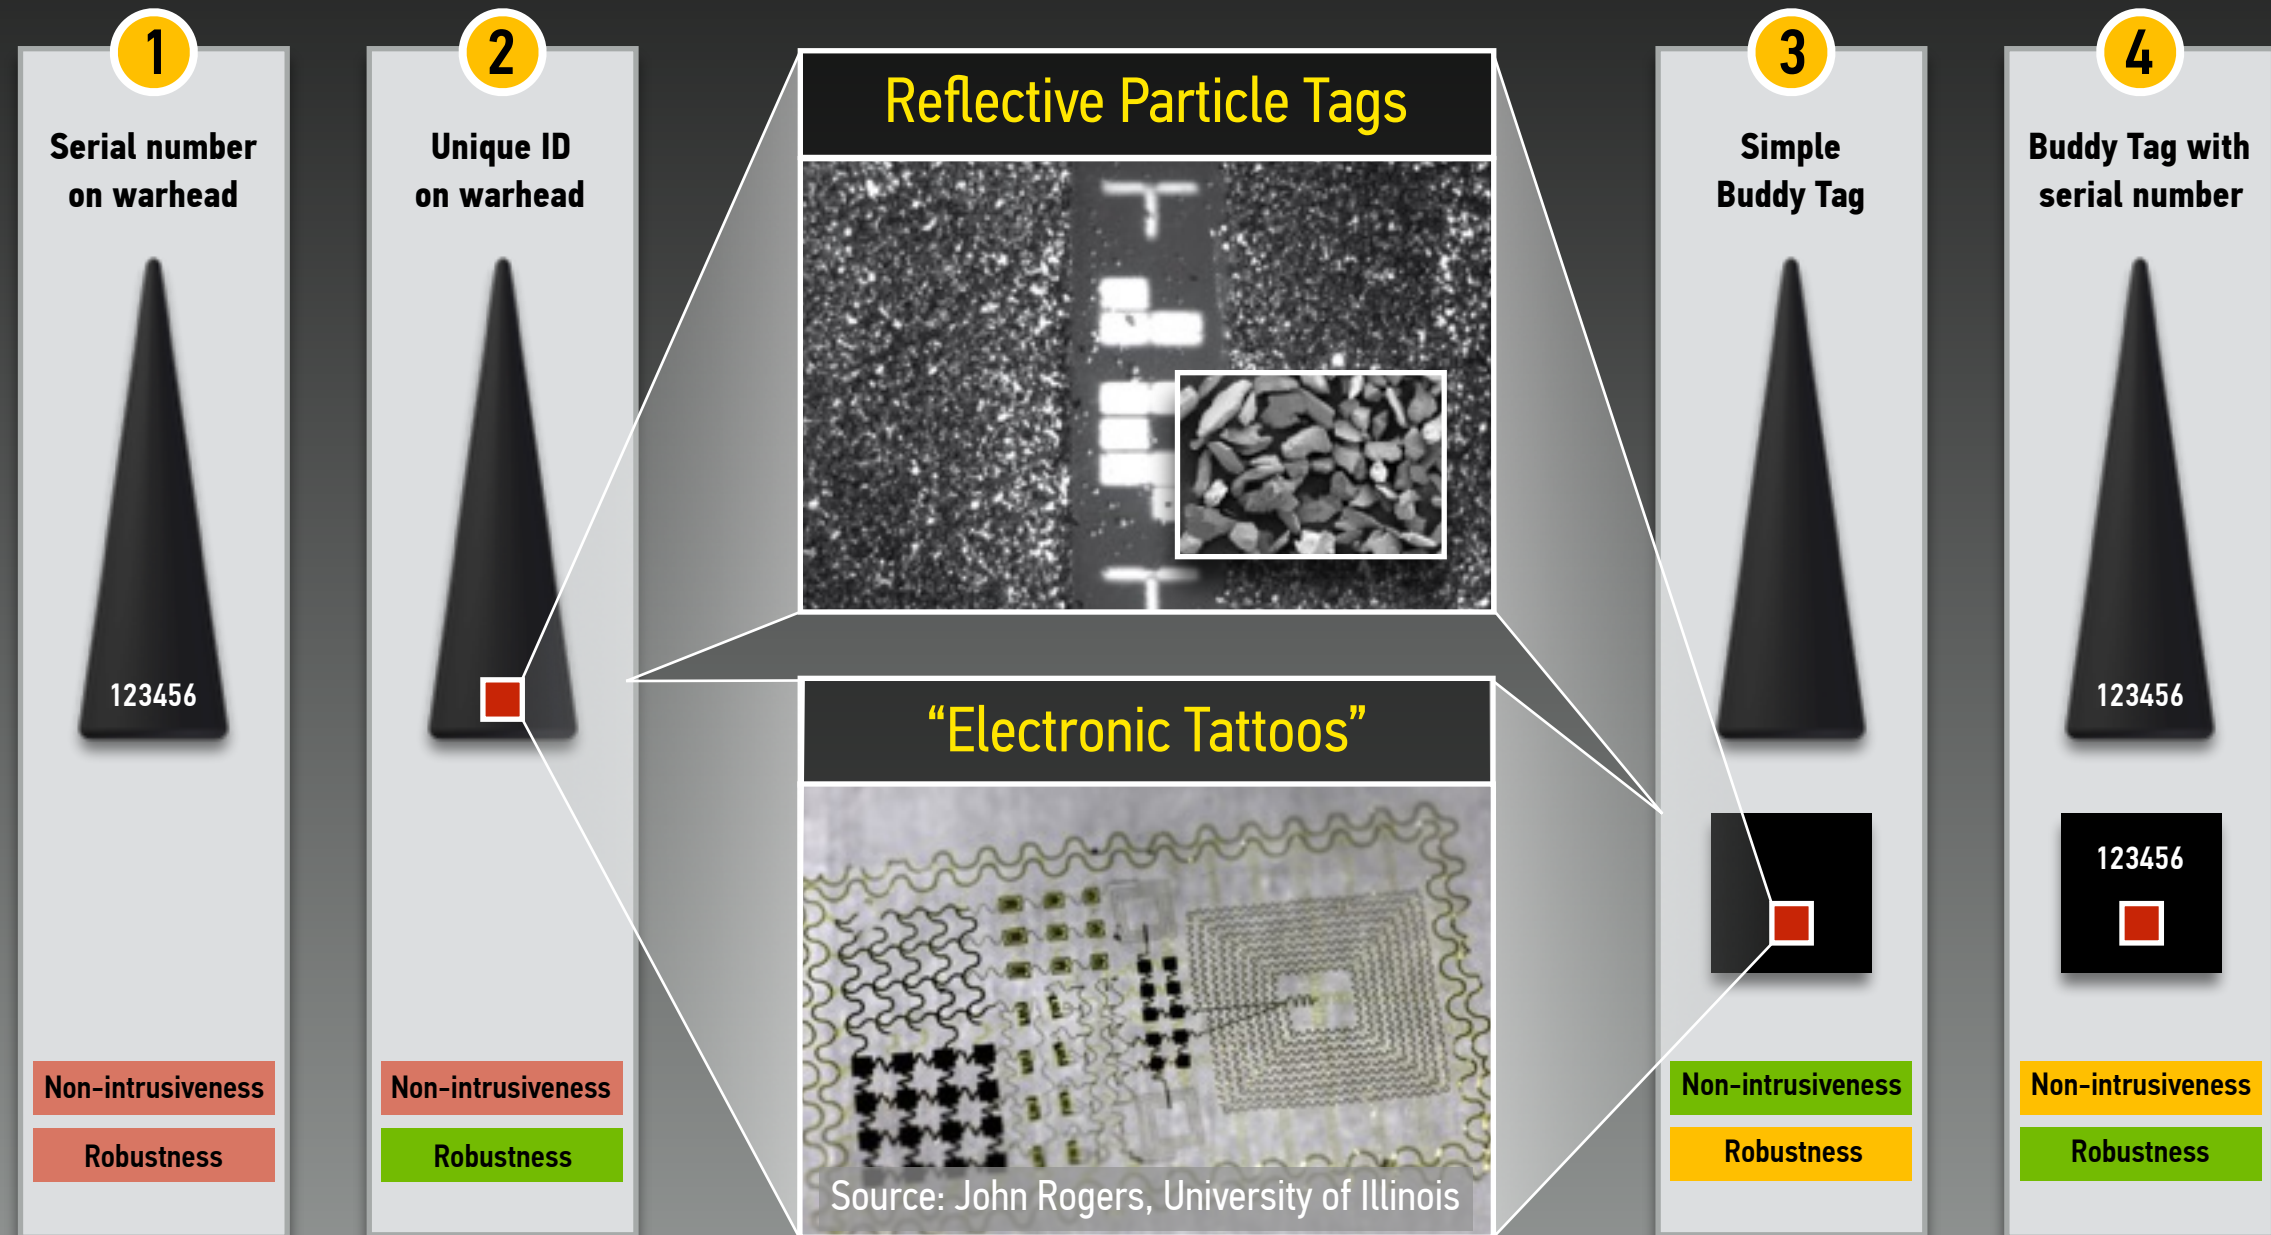 1
Serial number
on warhead
123456
Non-intrusiveness
Robustness
2
Unique ID
on warhead
Non-intrusiveness
Robustness
Reflective Particle Tags
“Electronic Tattoos”
Source: John Rogers, University of Illinois
3
Simple
Buddy Tag
Non-intrusiveness
Robustness
4
Buddy Tag with
serial number
123456
123456
Non-intrusiveness
Robustness